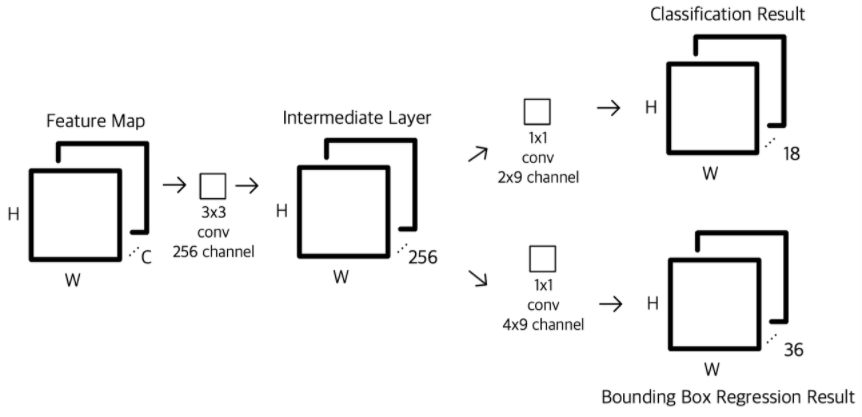 Feature Map
H
W
C
3x3
conv
256 channel
Intermediate Layer
H
W
256
1x1
conv
2x9 channel
Classification Result
H
W
18
1x1
conv
4x9 channel
H
W
36
Bounding Box Regression Result